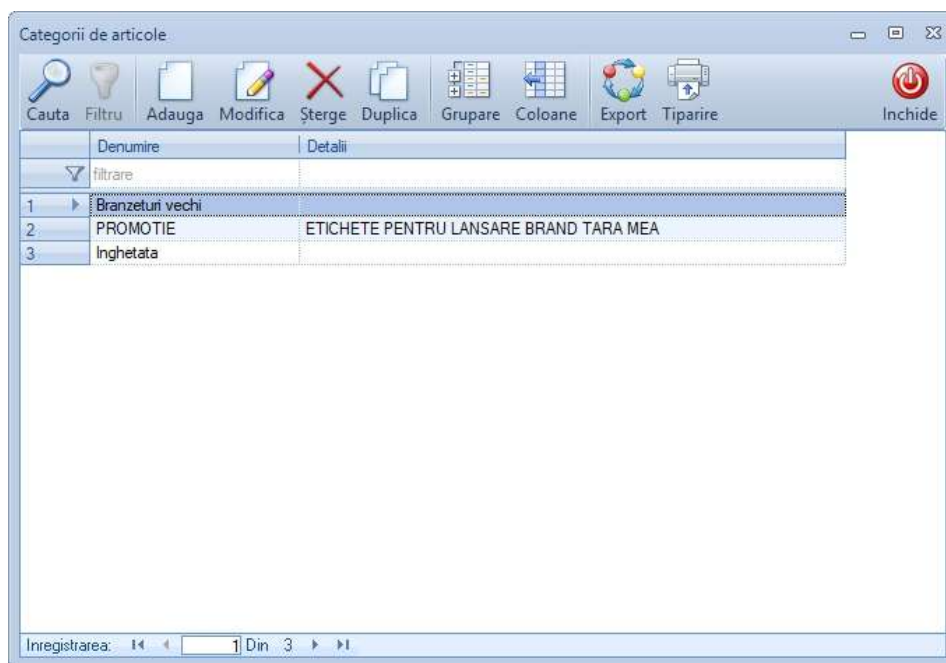 Categorii de articole
Cauta Filtru Adauga Modifica Șterge Duplica Grupare Coloane Export Tiparire Inchide
Denumire Detalii
filtrare
1 Branzeturi vechi
2 PROMOTIE ETICHETE PENTRU LANSARE BRAND TARA MEA
3 Inghetata
Inregistrarea: 1 Din 3